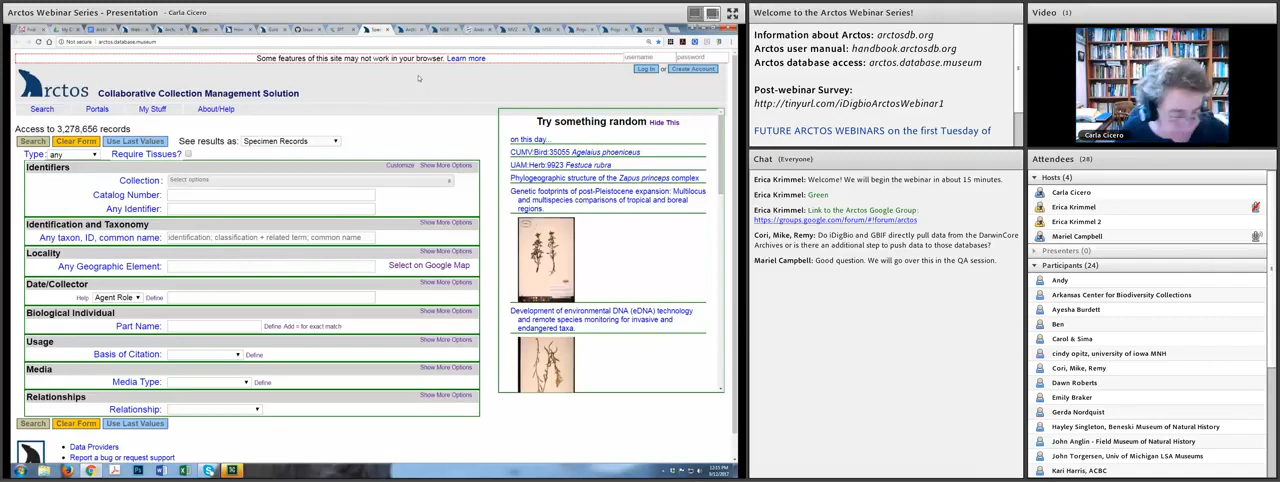 Arctos Webinar Series - Presentation - Carla Cicero
Not secure | arctos.database.museum
Some features of this site may not work in your browser. Learn more
username
password
Log In or Create Account
Arctos
Collaborative Collection Management Solution
Search Portals My Stuff About/Help
Access to 3,278,656 records
Search Clear Form Use Last Values See results as: Specimen Records
Type: any Require Tissues?
Identifiers Customize Show More Options
Collection: Select options
Catalog Number:
Any Identifier:
Identification and Taxonomy Show More Options
Any taxon, ID, common name: identification; classification + related term; common name
Locality Show More Options
Any Geographic Element: Select on Google Map
Date/Collector Show More Options
Help Agent Role Define
Biological Individual Show More Options
Part Name: Define Add = for exact match
Usage Show More Options
Basis of Citation: Define
Media Show More Options
Media Type: Define
Relationships Show More Options
Relationship:
Search Clear Form Use Last Values
Data Providers
Report a bug or request support
Try something random Hide This
on this day...
CUMV:Bird:35055 Agelaius phoeniceus
UAM:Herb:9923 Festuca rubra
Phylogeographic structure of the Zapus princeps complex
Genetic footprints of post-Pleistocene expansion: Multilocus
and multispecies comparisons of tropical and boreal
regions.
Development of environmental DNA (eDNA) technology
and remote species monitoring for invasive and
endangered taxa.
12:15 PM
9/12/2017
Welcome to the Arctos Webinar Series!
Information about Arctos: arctosdb.org
Arctos user manual: handbook.arctosdb.org
Arctos database access: arctos.database.museum
Post-webinar Survey:
http://tinyurl.com/iDigbioArctosWebinar1
FUTURE ARCTOS WEBINARS on the first Tuesday of
Chat (Everyone)
Erica Krimmel: Welcome! We will begin the webinar in about 15 minutes.
Erica Krimmel: Green
Erica Krimmel: Link to the Arctos Google Group:
https://groups.google.com/forum/#!forum/arctos
Cori, Mike, Remy: Do iDigBio and GBIF directly pull data from the DarwinCore
Archives or is there an additional step to push data to those databases?
Mariel Campbell: Good question. We will go over this in the QA session.
Video (1)
Carla Cicero
Attendees (28)
Hosts (4)
Carla Cicero
Erica Krimmel
Erica Krimmel 2
Mariel Campbell
Presenters (0)
Participants (24)
Andy
Arkansas Center for Biodiversity Collections
Ayesha Burdett
Ben
Carol & Sima
cindy opitz, university of iowa MNH
Cori, Mike, Remy
Dawn Roberts
Emily Braker
Gerda Nordquist
Hayley Singleton, Beneski Museum of Natural History
John Anglin - Field Museum of Natural History
John Torgersen, Univ of Michigan LSA Museums
Kari Harris, ACBC